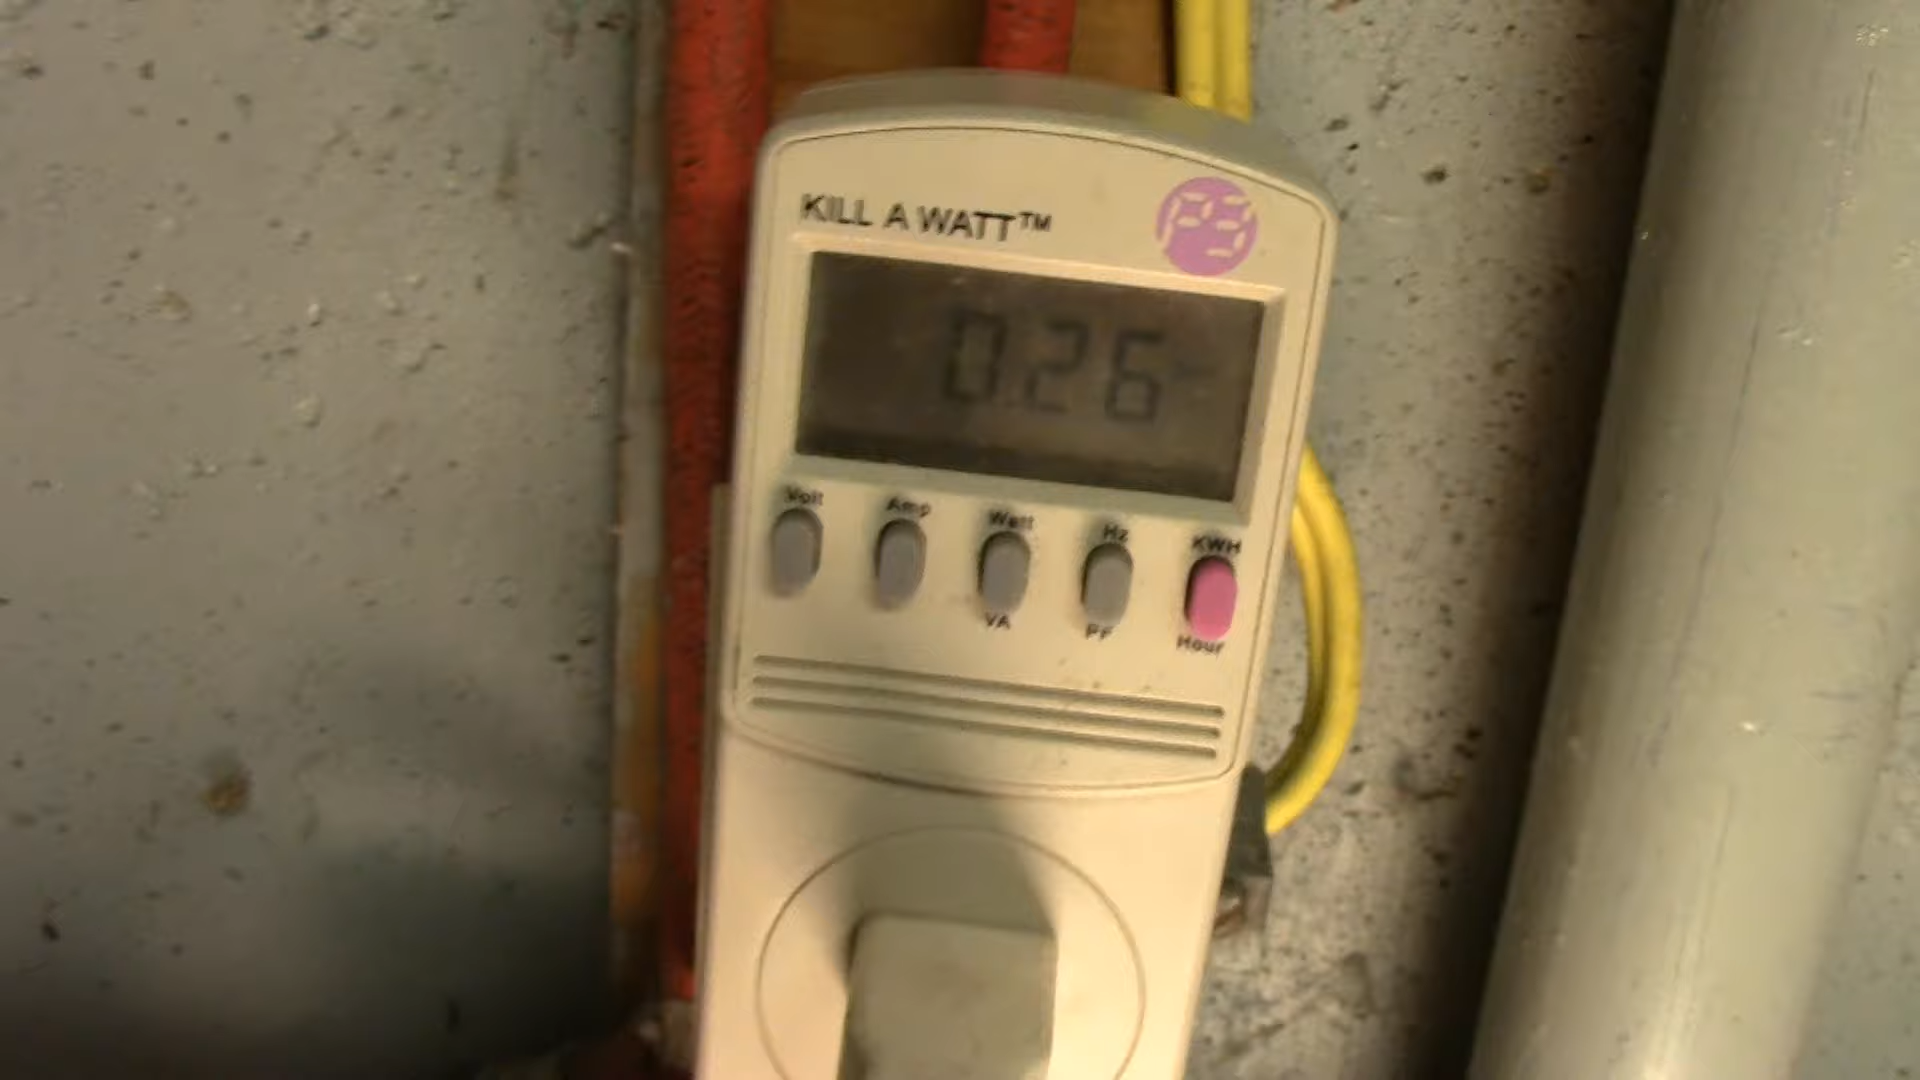 KILL A WATT™
P3
0.26
Volt Amp Watt Hz KWH
VA PF Hour